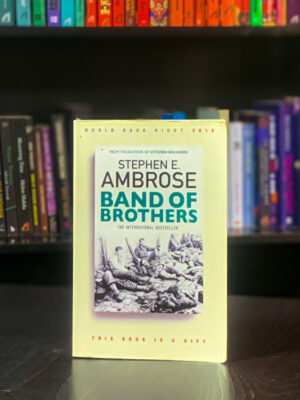 WORLD BOOK NIGHT 2016
FROM THE AUTHOR OF CITIZEN SOLDIERS
STEPHEN E.
AMBROSE
BAND OF
BROTHERS
THE INTERNATIONAL BESTSELLER
THIS BOOK IS A GIFT